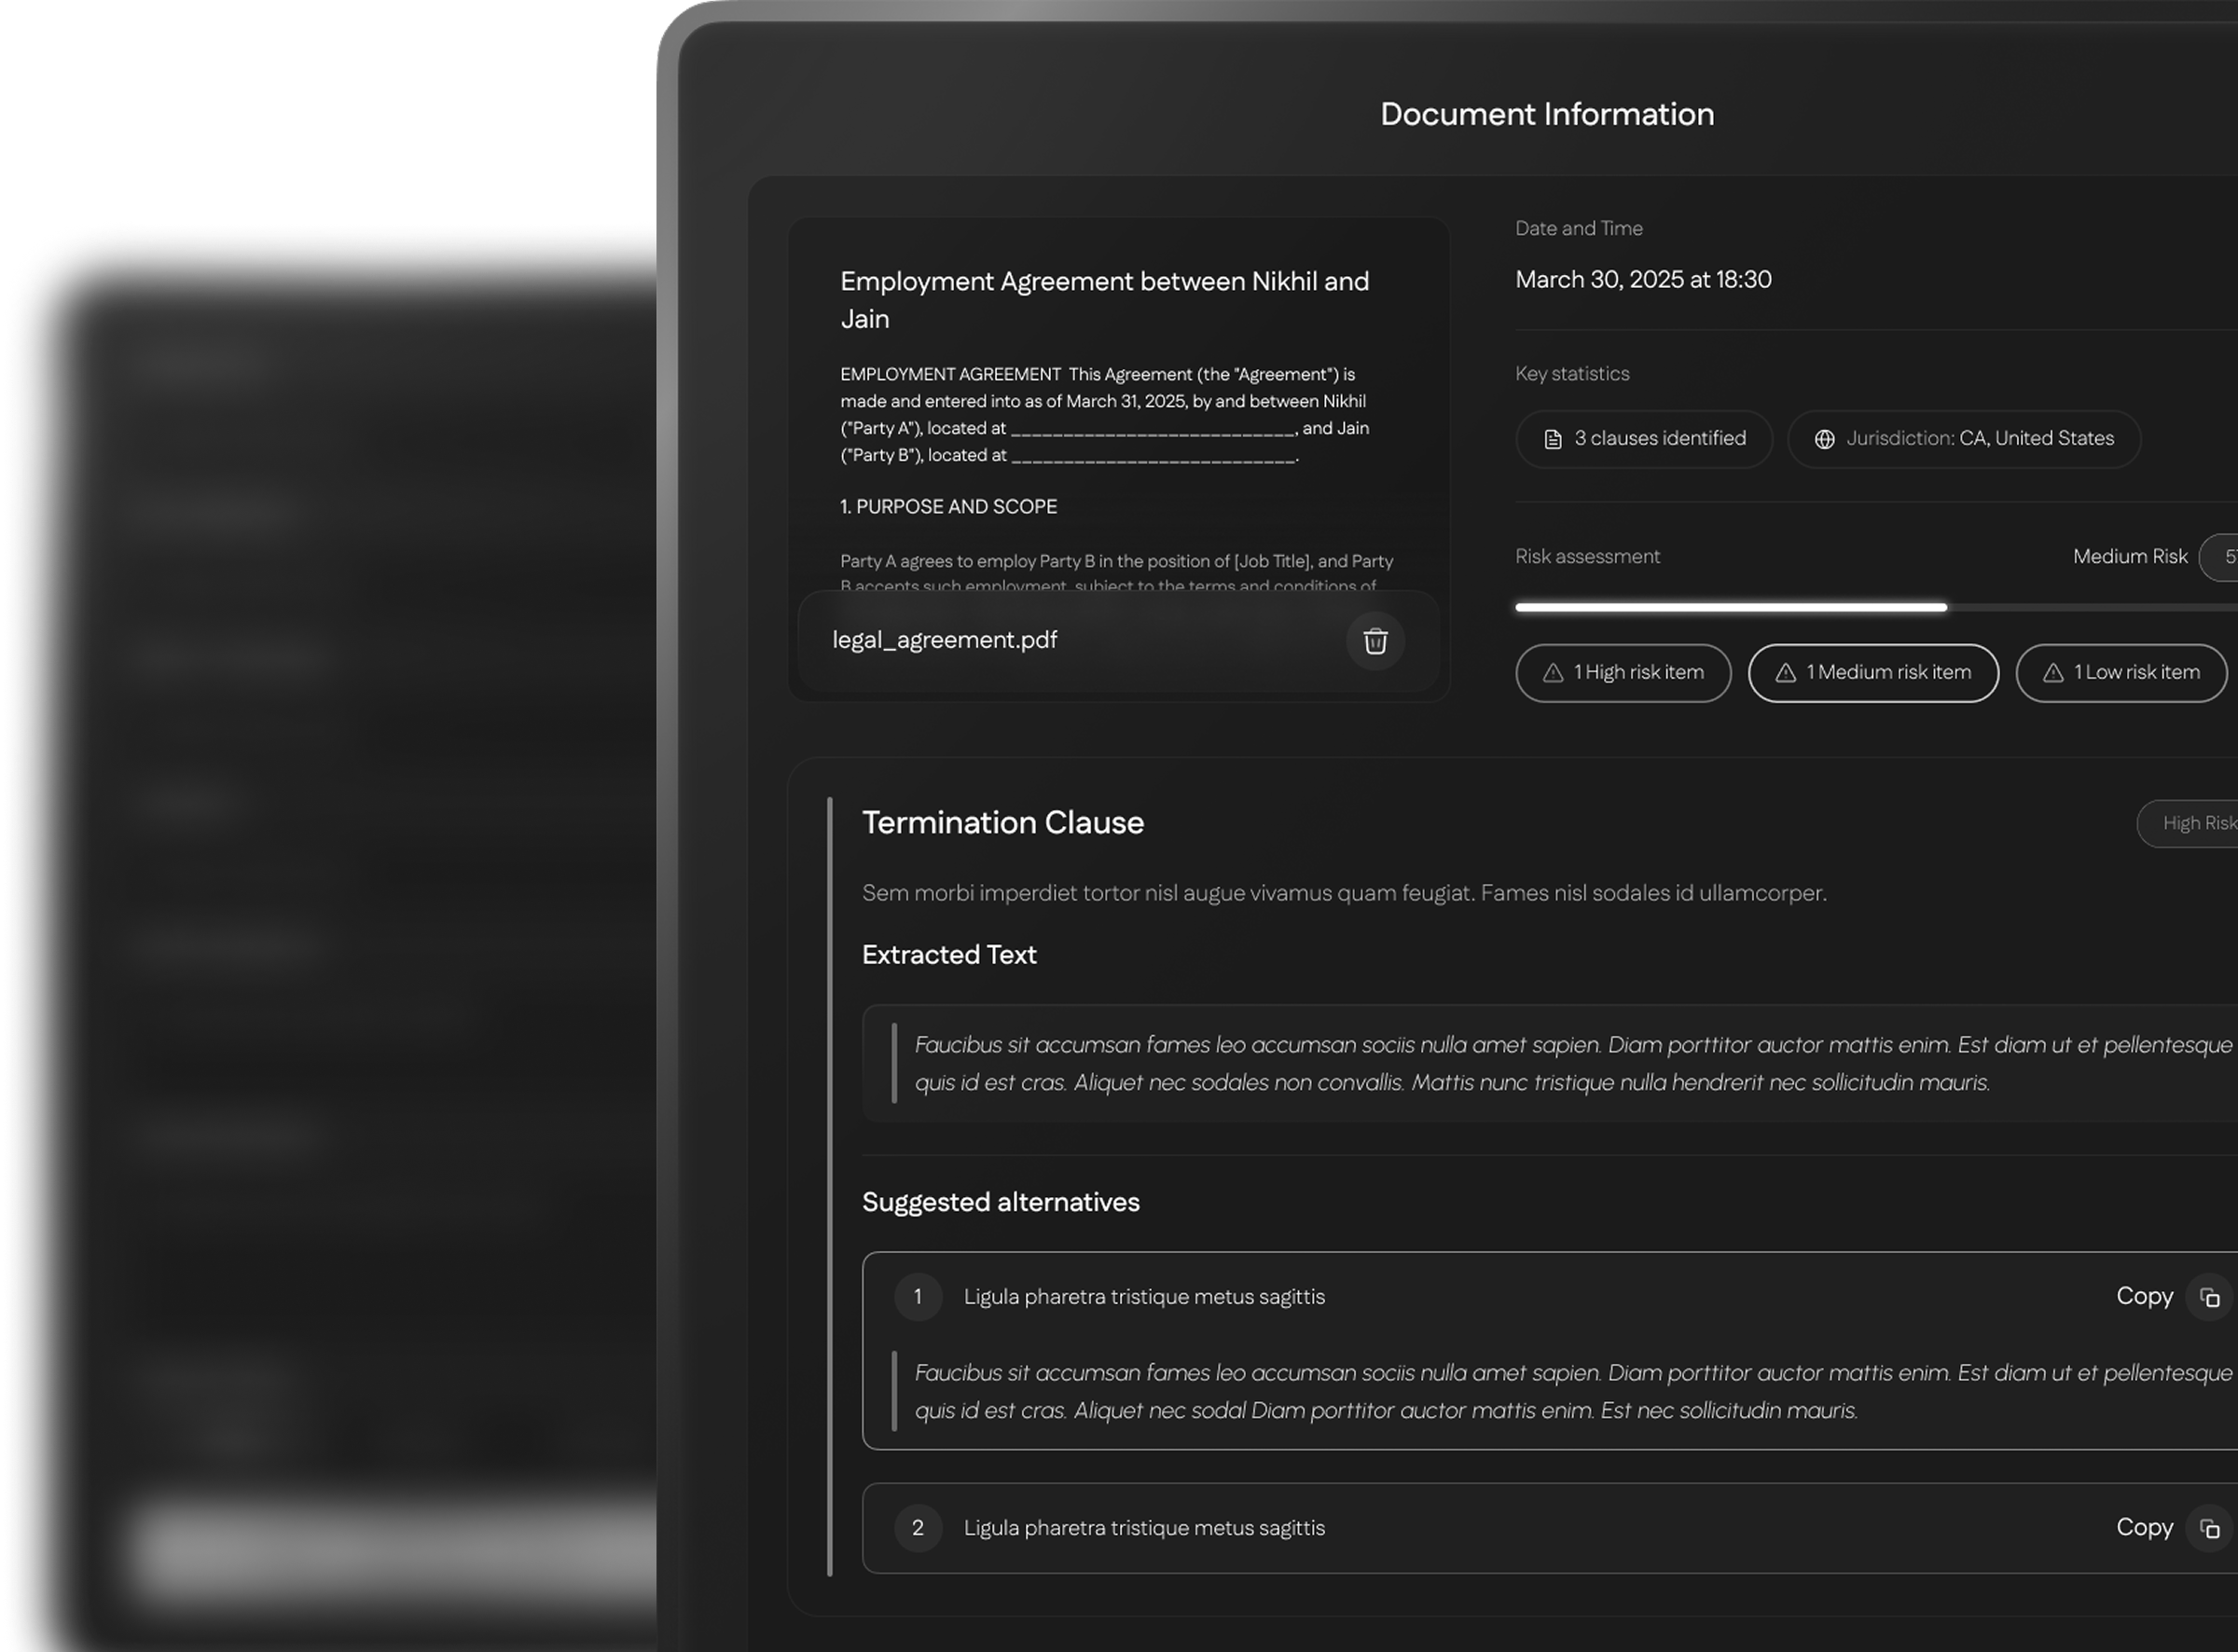 Document Information
Employment Agreement between Nikhil and
Jain
EMPLOYMENT AGREEMENT This Agreement (the "Agreement") is
made and entered into as of March 31, 2025, by and between Nikhil
("Party A"), located at ___________________________, and Jain
("Party B"), located at ___________________________.
1. PURPOSE AND SCOPE
Party A agrees to employ Party B in the position of [Job Title], and Party
B accepts such employment, subject to the terms and conditions of
legal_agreement.pdf
Date and Time
March 30, 2025 at 18:30
Key statistics
3 clauses identified
Jurisdiction: CA, United States
Risk assessment
Medium Risk
1 High risk item
1 Medium risk item
1 Low risk item
Termination Clause
High Risk
Sem morbi imperdiet tortor nisl augue vivamus quam feugiat. Fames nisl sodales id ullamcorper.
Extracted Text
Faucibus sit accumsan fames leo accumsan sociis nulla amet sapien. Diam porttitor auctor mattis enim. Est diam ut et pellentesque
quis id est cras. Aliquet nec sodales non convallis. Mattis nunc tristique nulla hendrerit nec sollicitudin mauris.
Suggested alternatives
1 Ligula pharetra tristique metus sagittis
Copy
Faucibus sit accumsan fames leo accumsan sociis nulla amet sapien. Diam porttitor auctor mattis enim. Est diam ut et pellentesque
quis id est cras. Aliquet nec sodal Diam porttitor auctor mattis enim. Est nec sollicitudin mauris.
2 Ligula pharetra tristique metus sagittis
Copy